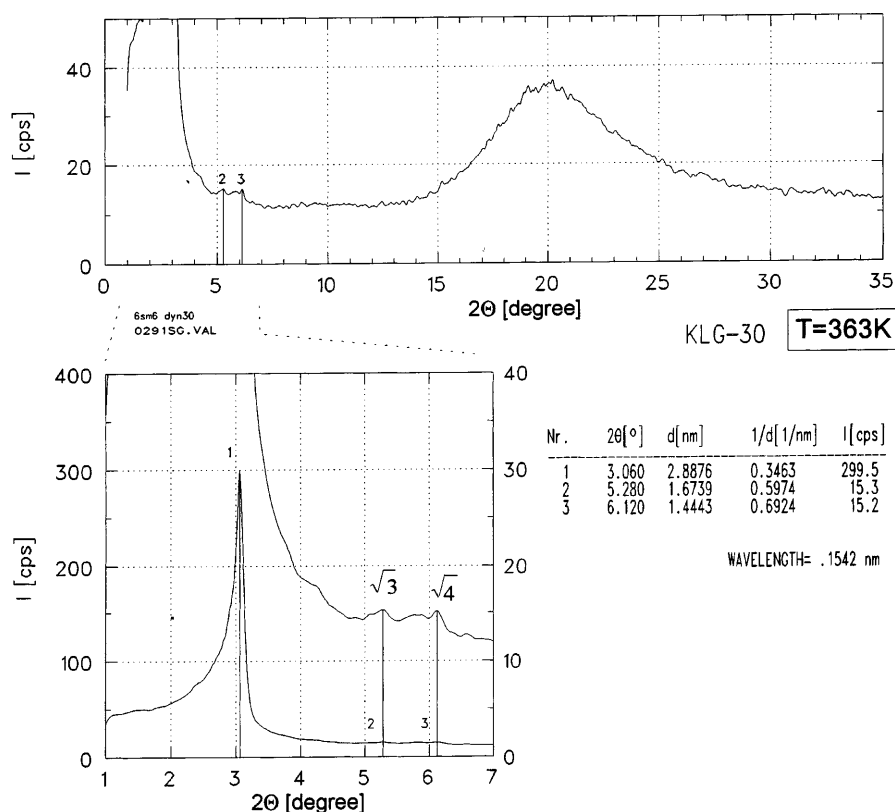 I [cps]
40
20
0
2 3
0 5 10 15 20 25 30 35
2Θ [degree]
6sm6 dyn30
0291SG.VAL
KLG-30 T=363K
400 40
300 30
200 20
100 10
0 0
I [cps]
1
√3 √4
2 3
1 2 3 4 5 6 7
2Θ [degree]
Nr. 2θ[°] d[nm] 1/d[1/nm] I[cps]
1 3.060 2.8876 0.3463 299.5
2 5.280 1.6739 0.5974 15.3
3 6.120 1.4443 0.6924 15.2
WAVELENGTH= .1542 nm